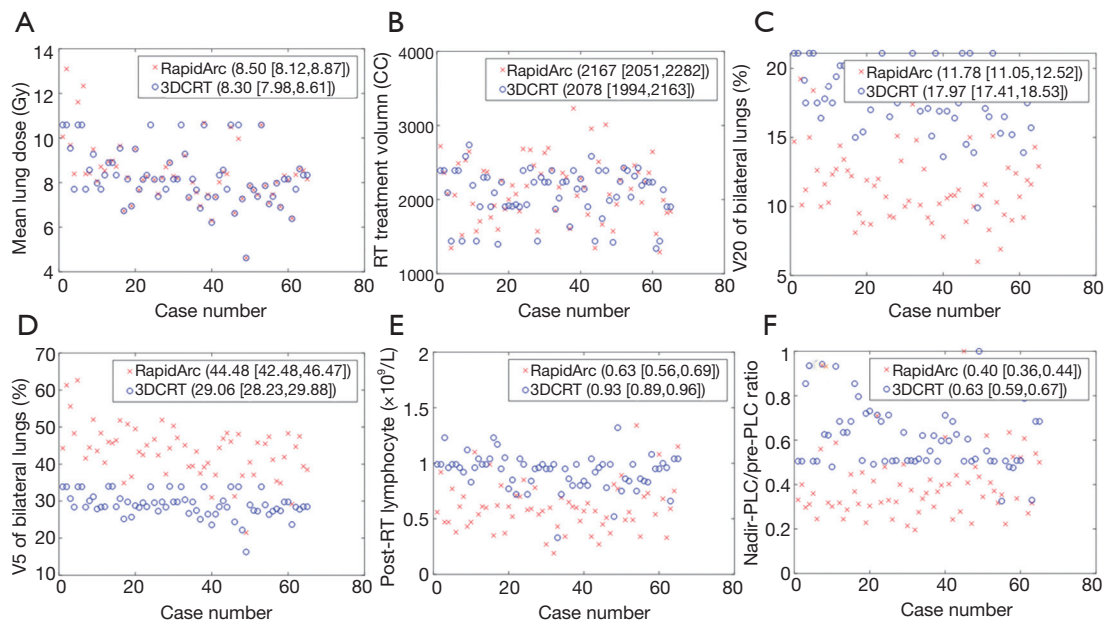 A
Mean lung dose (Gy)
14
12
10
8
6
4
0 20 40 60 80
Case number
RapidArc (8.50 [8.12,8.87])
3DCRT (8.30 [7.98,8.61])
B
RT treatment volumn (CC)
4000
3000
2000
1000
0 20 40 60 80
Case number
RapidArc (2167 [2051,2282])
3DCRT (2078 [1994,2163])
C
V20 of bilateral lungs (%)
20
15
10
5
0 20 40 60 80
Case number
RapidArc (11.78 [11.05,12.52])
3DCRT (17.97 [17.41,18.53])
D
V5 of bilateral lungs (%)
70
60
50
40
30
20
10
0 20 40 60 80
Case number
RapidArc (44.48 [42.48,46.47])
3DCRT (29.06 [28.23,29.88])
E
Post-RT lymphocyte (×10⁹/L)
2
1.5
1
0.5
0
0 20 40 60 80
Case number
RapidArc (0.63 [0.56,0.69])
3DCRT (0.93 [0.89,0.96])
F
Nadir-PLC/pre-PLC ratio
1
0.8
0.6
0.4
0.2
0
0 20 40 60 80
Case number
RapidArc (0.40 [0.36,0.44])
3DCRT (0.63 [0.59,0.67])